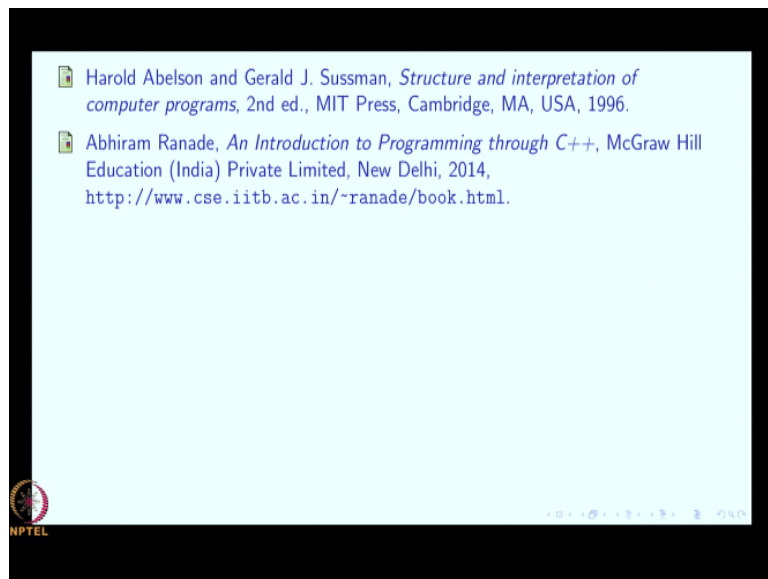 Harold Abelson and Gerald J. Sussman, Structure and interpretation of
computer programs, 2nd ed., MIT Press, Cambridge, MA, USA, 1996.
Abhiram Ranade, An Introduction to Programming through C++, McGraw Hill
Education (India) Private Limited, New Delhi, 2014,
http://www.cse.iitb.ac.in/~ranade/book.html.
NPTEL